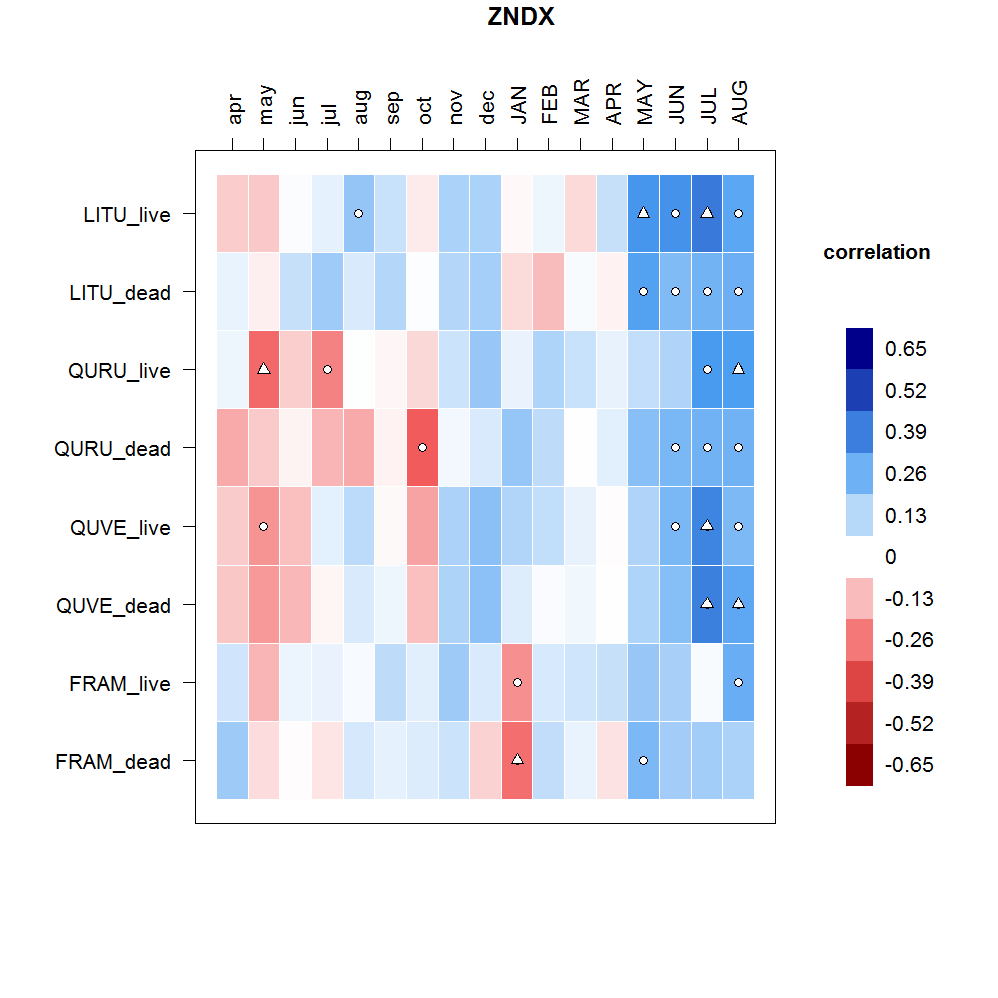 ZNDX
apr may jun jul aug sep oct nov dec JAN FEB MAR APR MAY JUN JUL AUG
LITU_live
LITU_dead
QURU_live
QURU_dead
QUVE_live
QUVE_dead
FRAM_live
FRAM_dead
correlation
0.65
0.52
0.39
0.26
0.13
0
-0.13
-0.26
-0.39
-0.52
-0.65